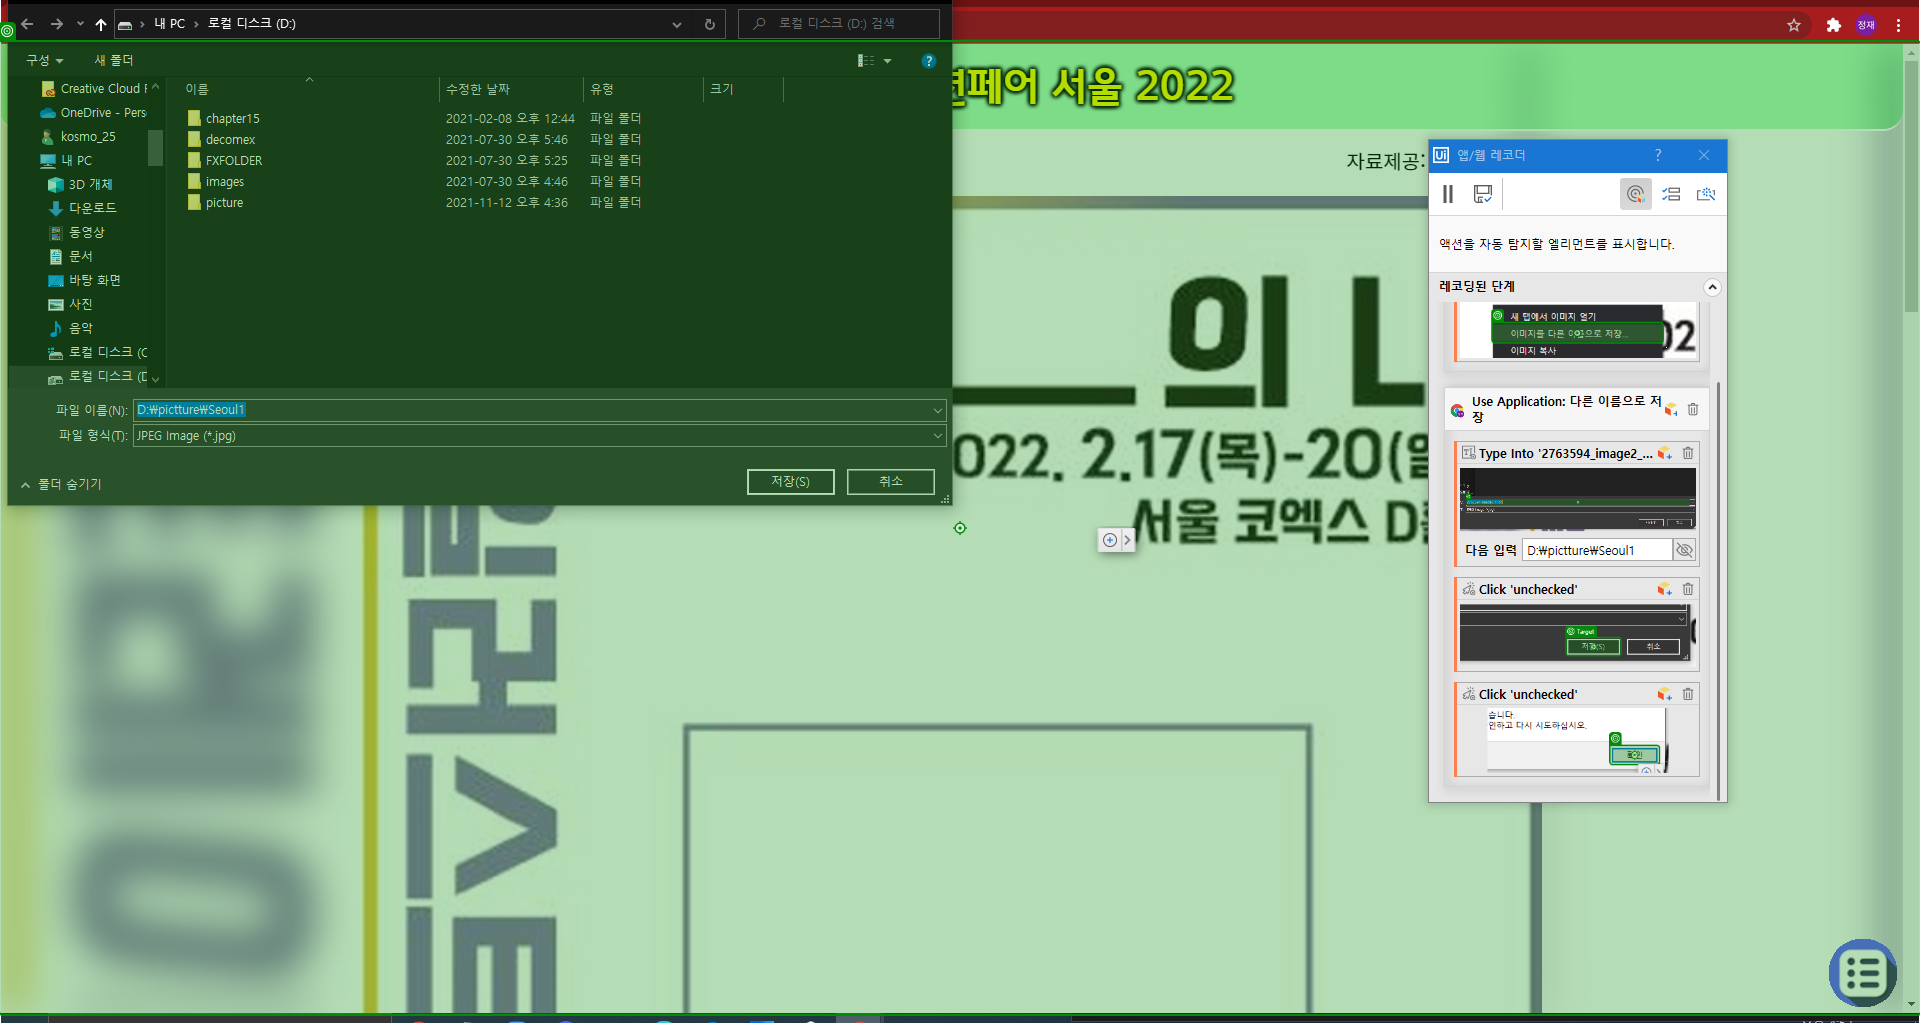 내 PC › 로컬 디스크 (D:)
로컬 디스크 (D:) 검색
정재
구성
새 폴더
이름
수정한 날짜
유형
크기
Creative Cloud F
OneDrive - Pers
kosmo_25
내 PC
3D 개체
다운로드
동영상
문서
바탕 화면
사진
음악
로컬 디스크 (C
로컬 디스크 (D
chapter15 2021-02-08 오후 12:44 파일 폴더
decomex 2021-07-30 오후 5:46 파일 폴더
FXFOLDER 2021-07-30 오후 5:25 파일 폴더
images 2021-07-30 오후 4:46 파일 폴더
picture 2021-11-12 오후 4:36 파일 폴더
파일 이름(N): D:₩pictture₩Seoul1
파일 형식(T): JPEG Image (*.jpg)
폴더 숨기기
저장(S)
취소
페어 서울 2022
자료제공:
의 L
022. 2.17(목)-20(일
서울 코엑스 D홀
Ui 앱/웹 레코더
?
액션을 자동 탐지할 엘리먼트를 표시합니다.
레코딩된 단계
새 탭에서 이미지 열기
이미지를 다른 이름으로 저장...
이미지 복사
02
Use Application: 다른 이름으로 저
장
Type Into '2763594_image2_...
다음 입력 D:₩pictture₩Seoul1
Click 'unchecked'
Target
저장(S)
취소
Click 'unchecked'
습니다.
인하고 다시 시도하십시오.
확인